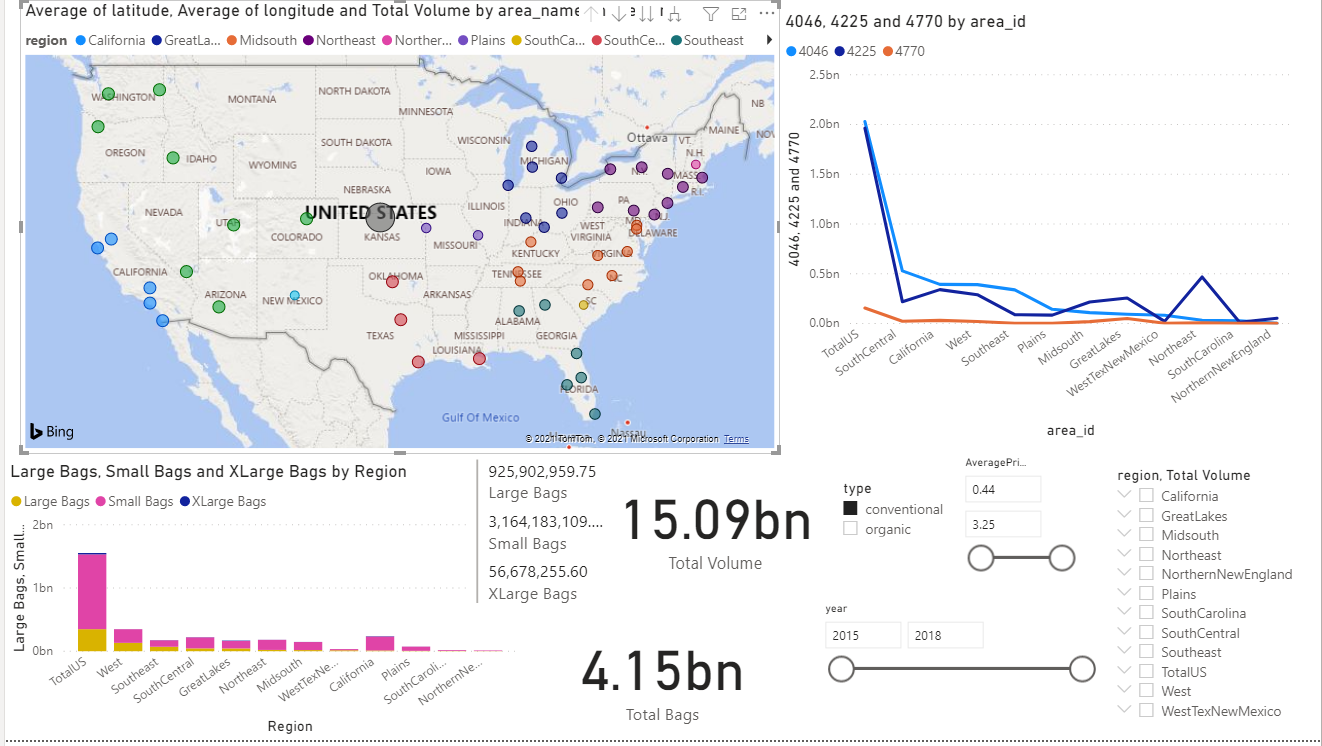 Average of latitude, Average of longitude and Total Volume by area_name
region California GreatLa... Midsouth Northeast Norther... Plains SouthCa... SouthCe... Southeast
WASHINGTON
MONTANA
NORTH DAKOTA
MINNESOTA
NB
MAINE
Ottawa
VT.
N.H.
OREGON
IDAHO
SOUTH DAKOTA
WISCONSIN
MICHIGAN
MASS
R.I.
WYOMING
IOWA
NEBRASKA
NEVADA
UTAH
UNITED STATES
ILLINOIS
INDIANA
OHIO
PA
COLORADO
KANSAS
MISSOURI
WEST
VIRGINIA
DELAWARE
KENTUCKY
VIRGINIA
CALIFORNIA
ARIZONA
NEW MEXICO
OKLAHOMA
ARKANSAS
TENNESSEE
NC
SC
TEXAS
MISSISSIPPI
ALABAMA
GEORGIA
LOUISIANA
FLORIDA
Gulf Of Mexico
Nassau
Bing
© 2021 TomTom, © 2021 Microsoft Corporation Terms
4046, 4225 and 4770 by area_id
4046 4225 4770
4046, 4225 and 4770
2.5bn
2.0bn
1.5bn
1.0bn
0.5bn
0.0bn
TotalUS
SouthCentral
California
West
Southeast
Plains
Midsouth
GreatLakes
WestTexNewMexico
Northeast
SouthCarolina
NorthernNewEngland
area_id
Large Bags, Small Bags and XLarge Bags by Region
Large Bags Small Bags XLarge Bags
Large Bags, Small...
2bn
1bn
0bn
TotalUS
West
Southeast
SouthCentral
GreatLakes
Northeast
Midsouth
WestTexNe...
California
Plains
SouthCaroli...
NorthernNe...
Region
925,902,959.75
Large Bags
3,164,183,109....
Small Bags
56,678,255.60
XLarge Bags
15.09bn
Total Volume
4.15bn
Total Bags
type
conventional
organic
AveragePri...
0.44
3.25
year
2015 2018
region, Total Volume
California
GreatLakes
Midsouth
Northeast
NorthernNewEngland
Plains
SouthCarolina
SouthCentral
Southeast
TotalUS
West
WestTexNewMexico